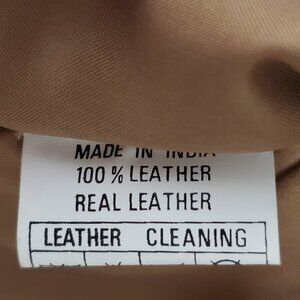 MADE IN INDIA
100 % LEATHER
REAL LEATHER
LEATHER CLEANING